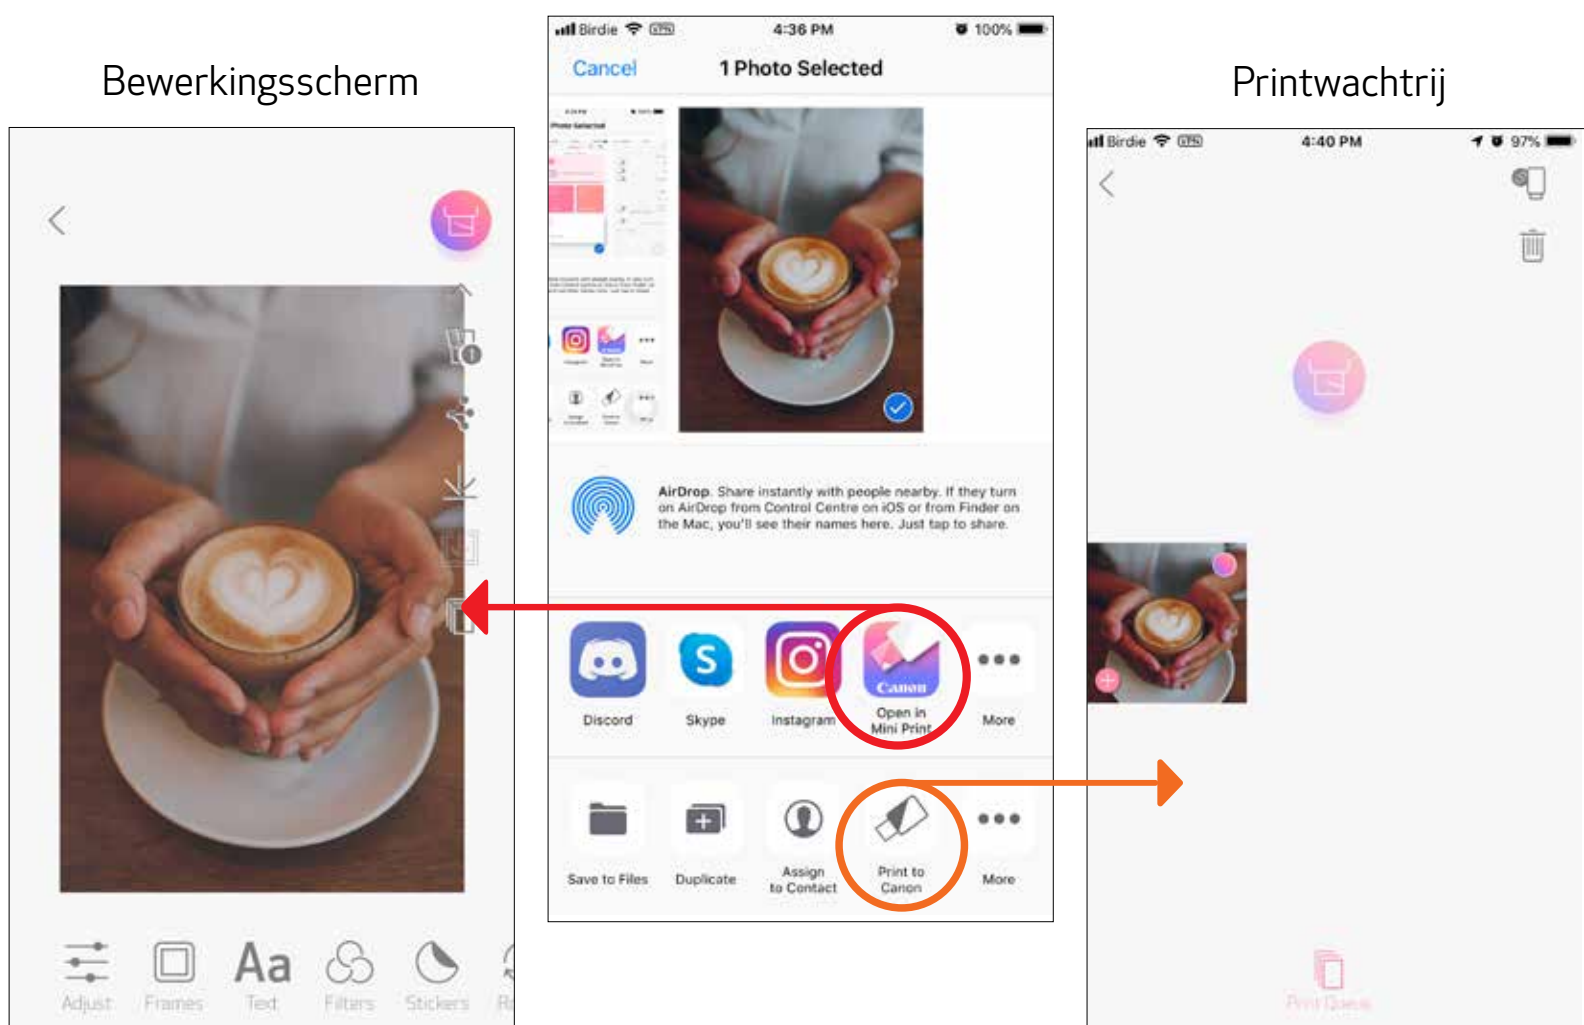 Bewerkingsscherm
Adjust
Frames
Aa
Text
Filters
Stickers
Birdie
VPN
4:36 PM
100%
Cancel
1 Photo Selected
Photo Selected
AirDrop. Share instantly with people nearby. If they turn
on AirDrop from Control Centre on iOS or from Finder on
the Mac, you'll see their names here. Just tap to share.
Discord
Skype
Instagram
Canon
Open in
Mini Print
More
Save to Files
Duplicate
Assign
to Contact
Print to
Canon
More
Printwachtrij
Birdie
VPN
4:40 PM
97%
Print Queue